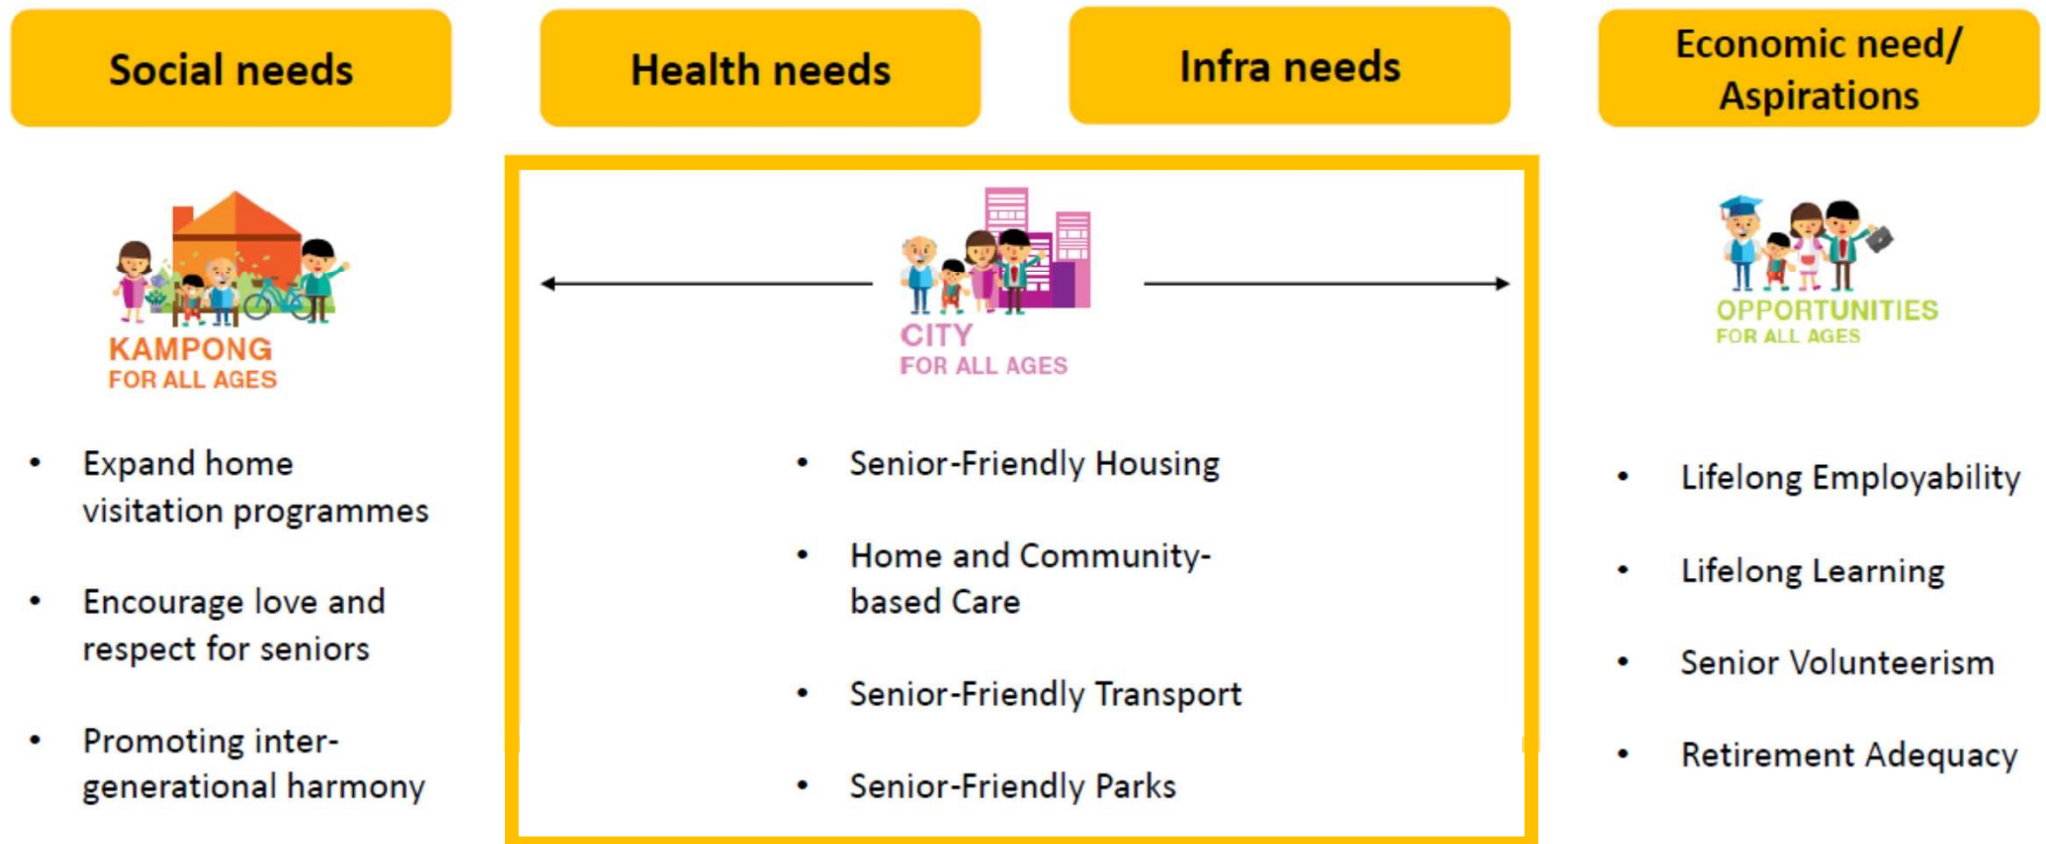 Social needs
Health needs
Infra needs
Economic need/
Aspirations
KAMPONG
FOR ALL AGES
• Expand home
visitation programmes
• Encourage love and
respect for seniors
• Promoting inter-
generational harmony
CITY
FOR ALL AGES
• Senior-Friendly Housing
• Home and Community-
based Care
• Senior-Friendly Transport
• Senior-Friendly Parks
OPPORTUNITIES
FOR ALL AGES
• Lifelong Employability
• Lifelong Learning
• Senior Volunteerism
• Retirement Adequacy